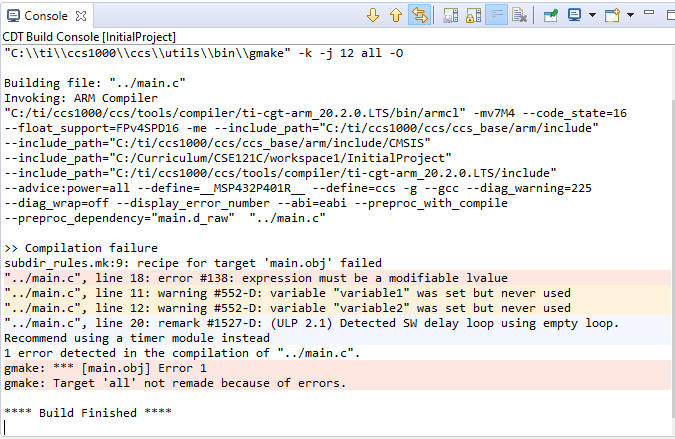 Console
CDT Build Console [InitialProject]
"C:\\ti\\ccs1000\\ccs\\utils\\bin\\gmake" -k -j 12 all -O
Building file: "../main.c"
Invoking: ARM Compiler
"C:/ti/ccs1000/ccs/tools/compiler/ti-cgt-arm_20.2.0.LTS/bin/armcl" -mv7M4 --code_state=16
--float_support=FPv4SPD16 -me --include_path="C:/ti/ccs1000/ccs/ccs_base/arm/include"
--include_path="C:/ti/ccs1000/ccs/ccs_base/arm/include/CMSIS"
--include_path="C:/Curriculum/CSE121C/workspace1/InitialProject"
--include_path="C:/ti/ccs1000/ccs/tools/compiler/ti-cgt-arm_20.2.0.LTS/include"
--advice:power=all --define=__MSP432P401R__ --define=ccs -g --gcc --diag_warning=225
--diag_wrap=off --display_error_number --abi=eabi --preproc_with_compile
--preproc_dependency="main.d_raw"  "../main.c"
>> Compilation failure
subdir_rules.mk:9: recipe for target 'main.obj' failed
"../main.c", line 18: error #138: expression must be a modifiable lvalue
"../main.c", line 11: warning #552-D: variable "variable1" was set but never used
"../main.c", line 12: warning #552-D: variable "variable2" was set but never used
"../main.c", line 20: remark #1527-D: (ULP 2.1) Detected SW delay loop using empty loop.
Recommend using a timer module instead
1 error detected in the compilation of "../main.c".
gmake: *** [main.obj] Error 1
gmake: Target 'all' not remade because of errors.
**** Build Finished ****